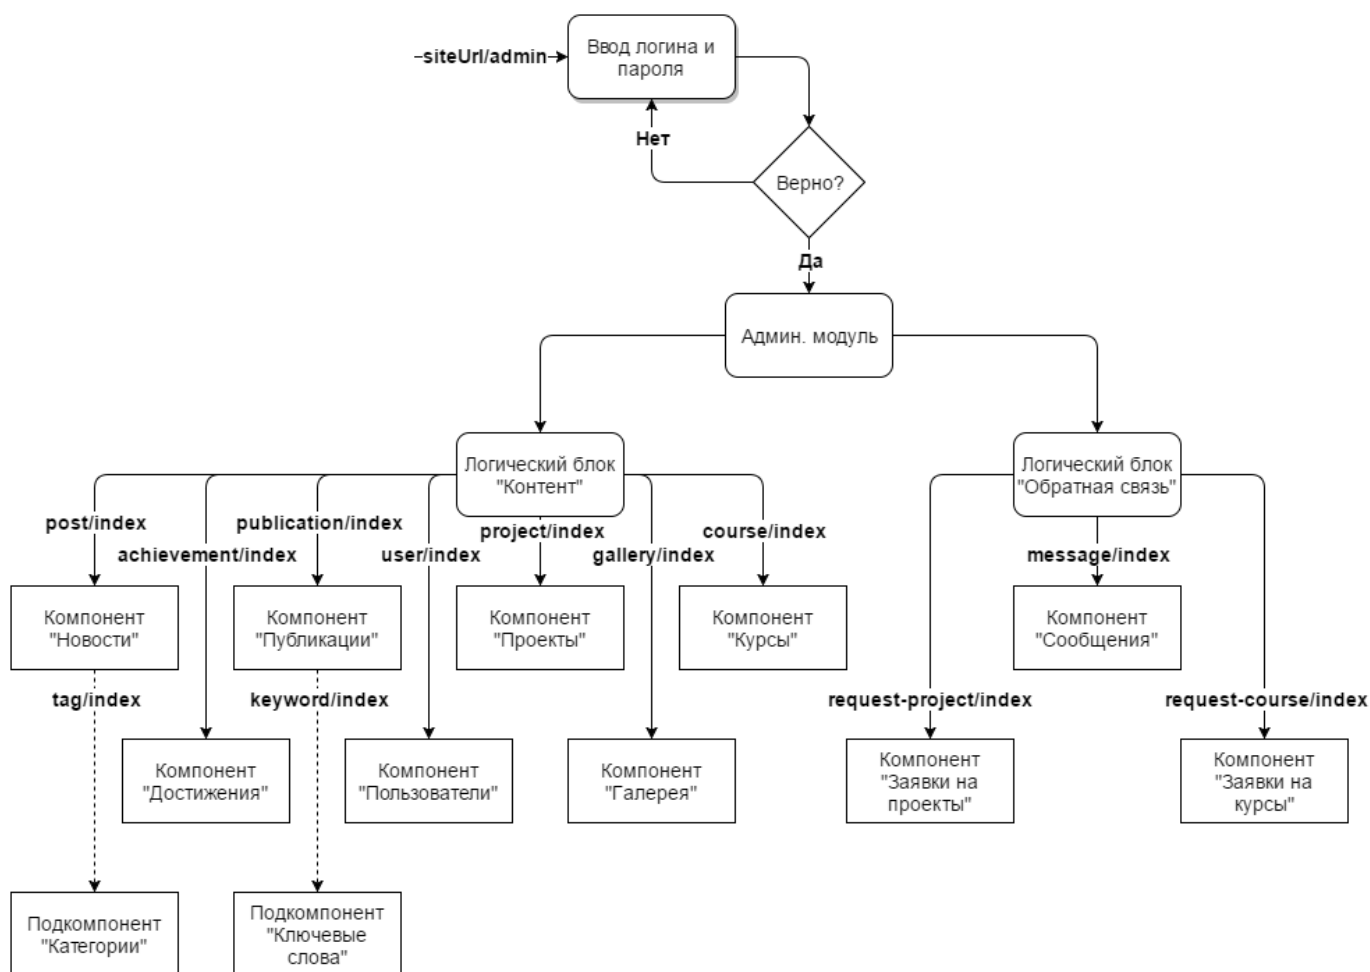 siteUrl/admin
Ввод логина и
пароля
Нет
Верно?
Да
Админ. модуль
Логический блок
"Контент"
Логический блок
"Обратная связь"
post/index
publication/index
project/index
course/index
achievement/index
user/index
gallery/index
message/index
Компонент
"Новости"
Компонент
"Публикации"
Компонент
"Проекты"
Компонент
"Курсы"
Компонент
"Сообщения"
tag/index
keyword/index
request-project/index
request-course/index
Компонент
"Достижения"
Компонент
"Пользователи"
Компонент
"Галерея"
Компонент
"Заявки на
проекты"
Компонент
"Заявки на
курсы"
Подкомпонент
"Категории"
Подкомпонент
"Ключевые
слова"